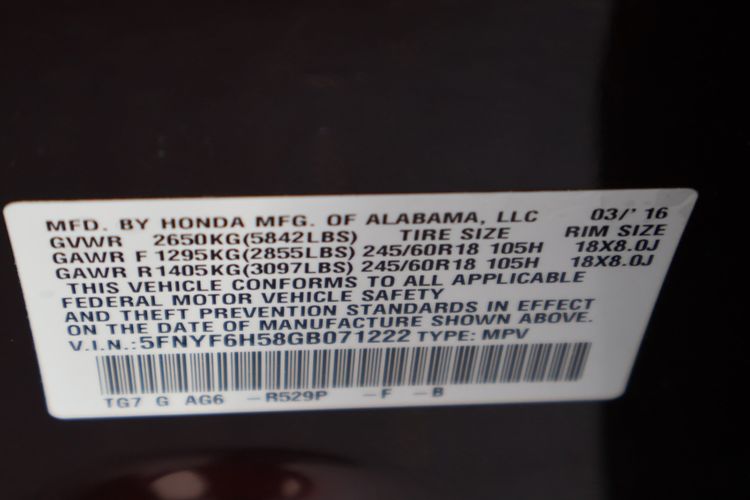 MFD. BY HONDA MFG. OF ALABAMA, LLC 03/'16
GVWR 2650KG(5842LBS) TIRE SIZE RIM SIZE
GAWR F 1295KG(2855LBS) 245/60R18 105H 18X8.0J
GAWR R1405KG(3097LBS) 245/60R18 105H 18X8.0J
THIS VEHICLE CONFORMS TO ALL APPLICABLE
FEDERAL MOTOR VEHICLE SAFETY
AND THEFT PREVENTION STANDARDS IN EFFECT
ON THE DATE OF MANUFACTURE SHOWN ABOVE.
V.I.N.:5FNYF6H58GB071222 TYPE: MPV
TG7 G AG6 -R529P -F -B